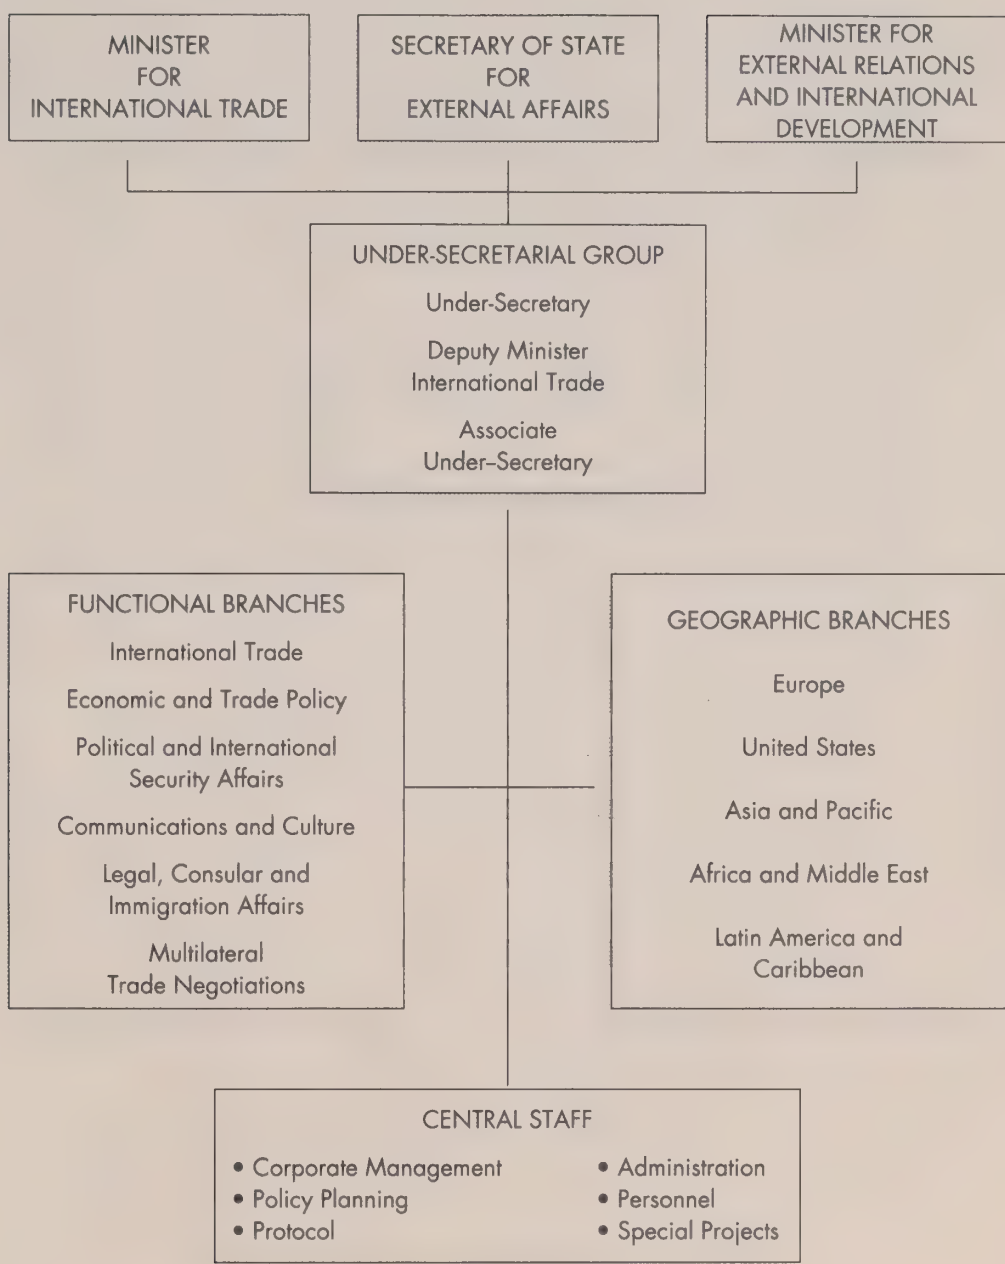 MINISTER
FOR
INTERNATIONAL TRADE
SECRETARY OF STATE
FOR
EXTERNAL AFFAIRS
MINISTER FOR
EXTERNAL RELATIONS
AND INTERNATIONAL
DEVELOPMENT
UNDER-SECRETARIAL GROUP
Under-Secretary
Deputy Minister
International Trade
Associate
Under–Secretary
FUNCTIONAL BRANCHES
International Trade
Economic and Trade Policy
Political and International
Security Affairs
Communications and Culture
Legal, Consular and
Immigration Affairs
Multilateral
Trade Negotiations
GEOGRAPHIC BRANCHES
Europe
United States
Asia and Pacific
Africa and Middle East
Latin America and
Caribbean
CENTRAL STAFF
• Corporate Management
• Policy Planning
• Protocol
• Administration
• Personnel
• Special Projects